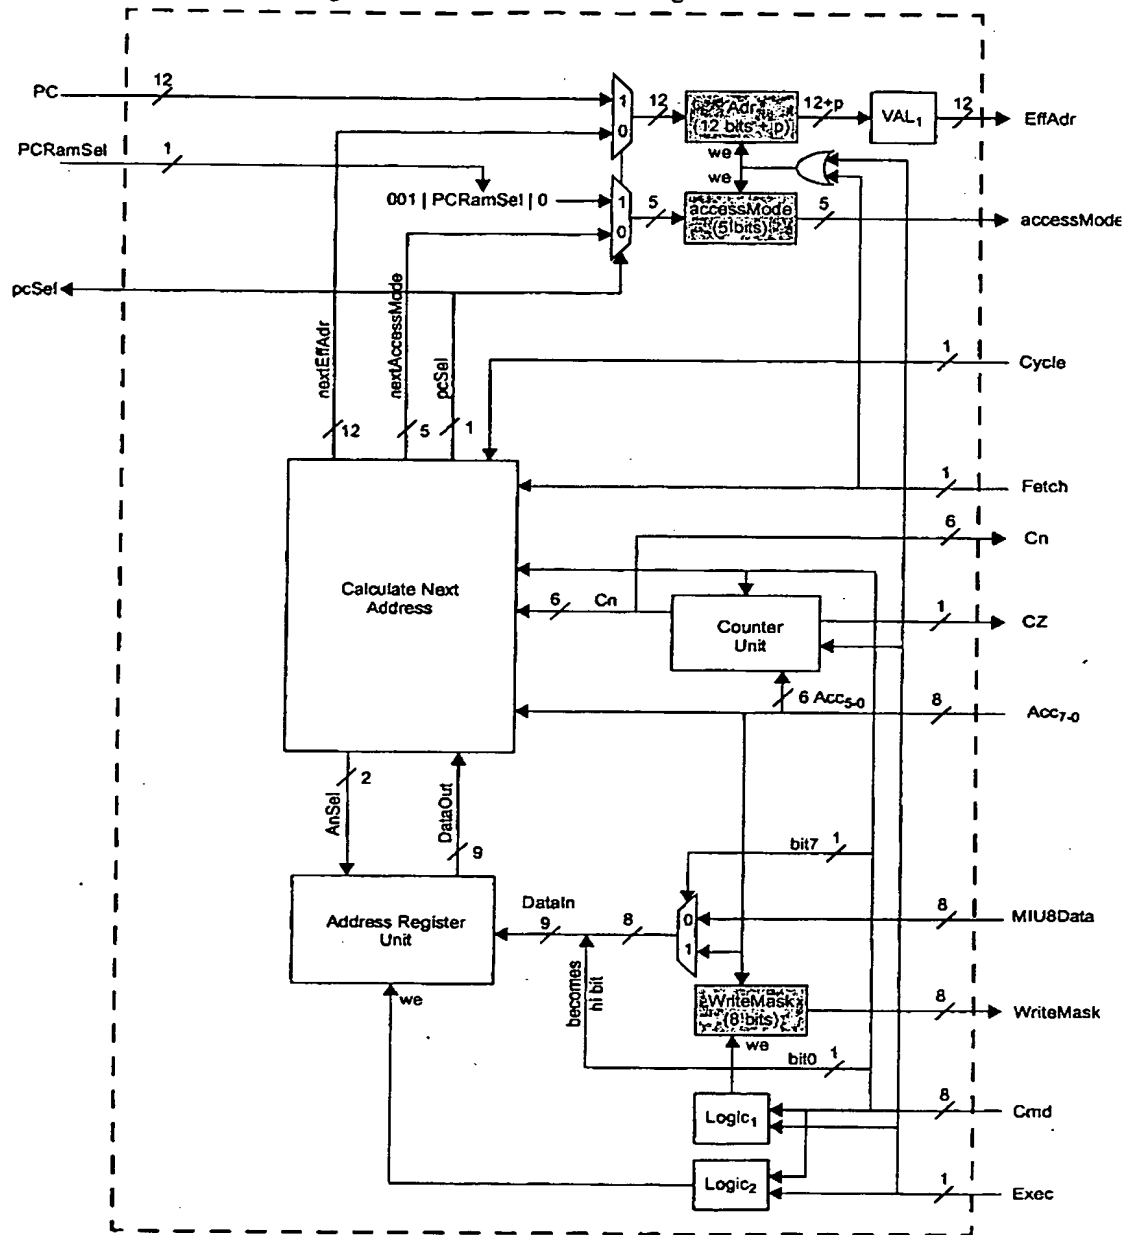 PC
12
1
0
12
EffAdr
(12 bits + p)
12+p
VAL1
12
EffAdr
PCRamSel
1
001 | PCRamSel | 0
we
we
1
0
5
accessMode
(5 bits)
5
accessMode
pcSel
nextEffAdr
nextAccessMode
pcSel
12
5
1
1
Cycle
1
Fetch
6
Cn
Calculate Next
Address
6
Cn
Counter
Unit
1
CZ
6 Acc5-0
8
Acc7-0
AnSel
2
DataOut
9
bit7
1
Address Register
Unit
DataIn
9
8
0
1
8
MIU8Data
becomes
hi bit
we
WriteMask
(8 bits)
8
WriteMask
we
bit0
1
Logic1
8
Cmd
Logic2
1
Exec